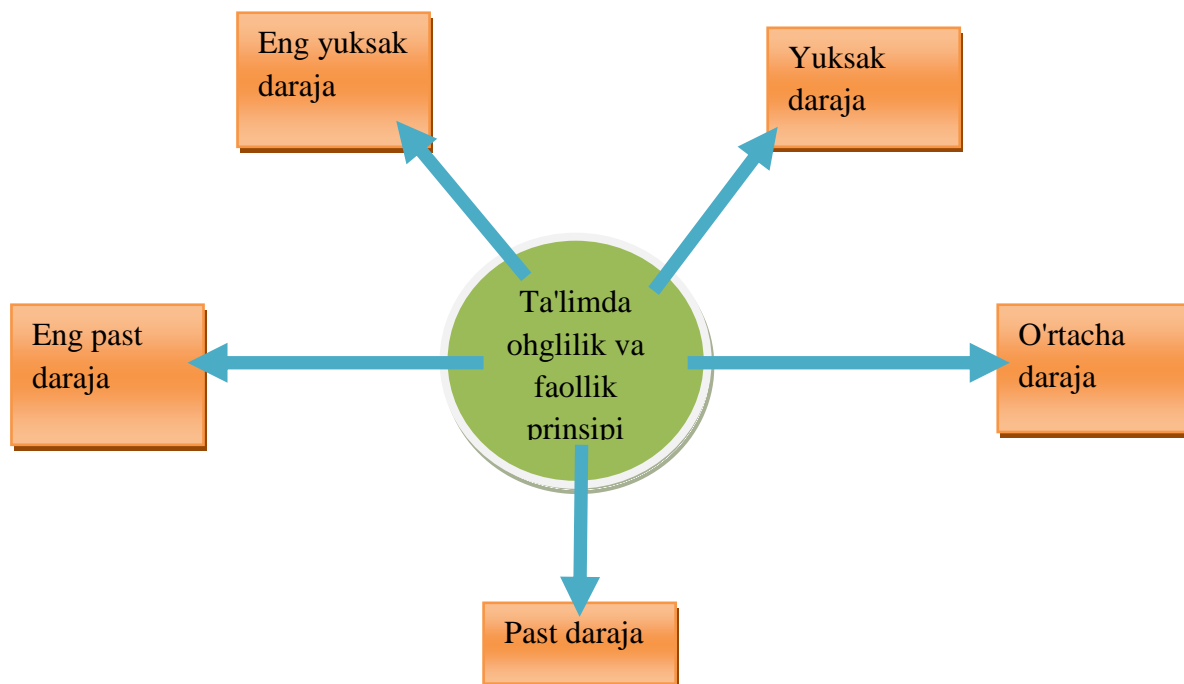 Eng yuksak
daraja
Yuksak
daraja
Ta'limda
ohglilik va
faollik
prinsipi
Eng past
daraja
O'rtacha
daraja
Past daraja